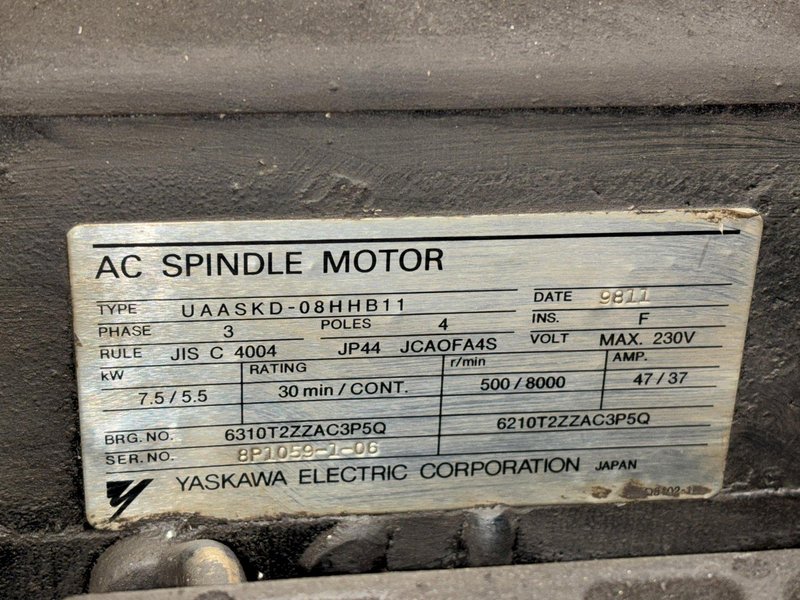 AC SPINDLE MOTOR
TYPE UAASKD-08HHB11 DATE 9811
PHASE 3 POLES 4 INS. F
RULE JIS C 4004 JP44 JCAOFA4S VOLT MAX. 230V
kW RATING r/min AMP.
7.5/5.5 30 min/CONT. 500/8000 47/37
BRG. NO. 6310T2ZZAC3P5Q 6210T2ZZAC3P5Q
SER. NO. 8P1059-1-06
YASKAWA ELECTRIC CORPORATION JAPAN